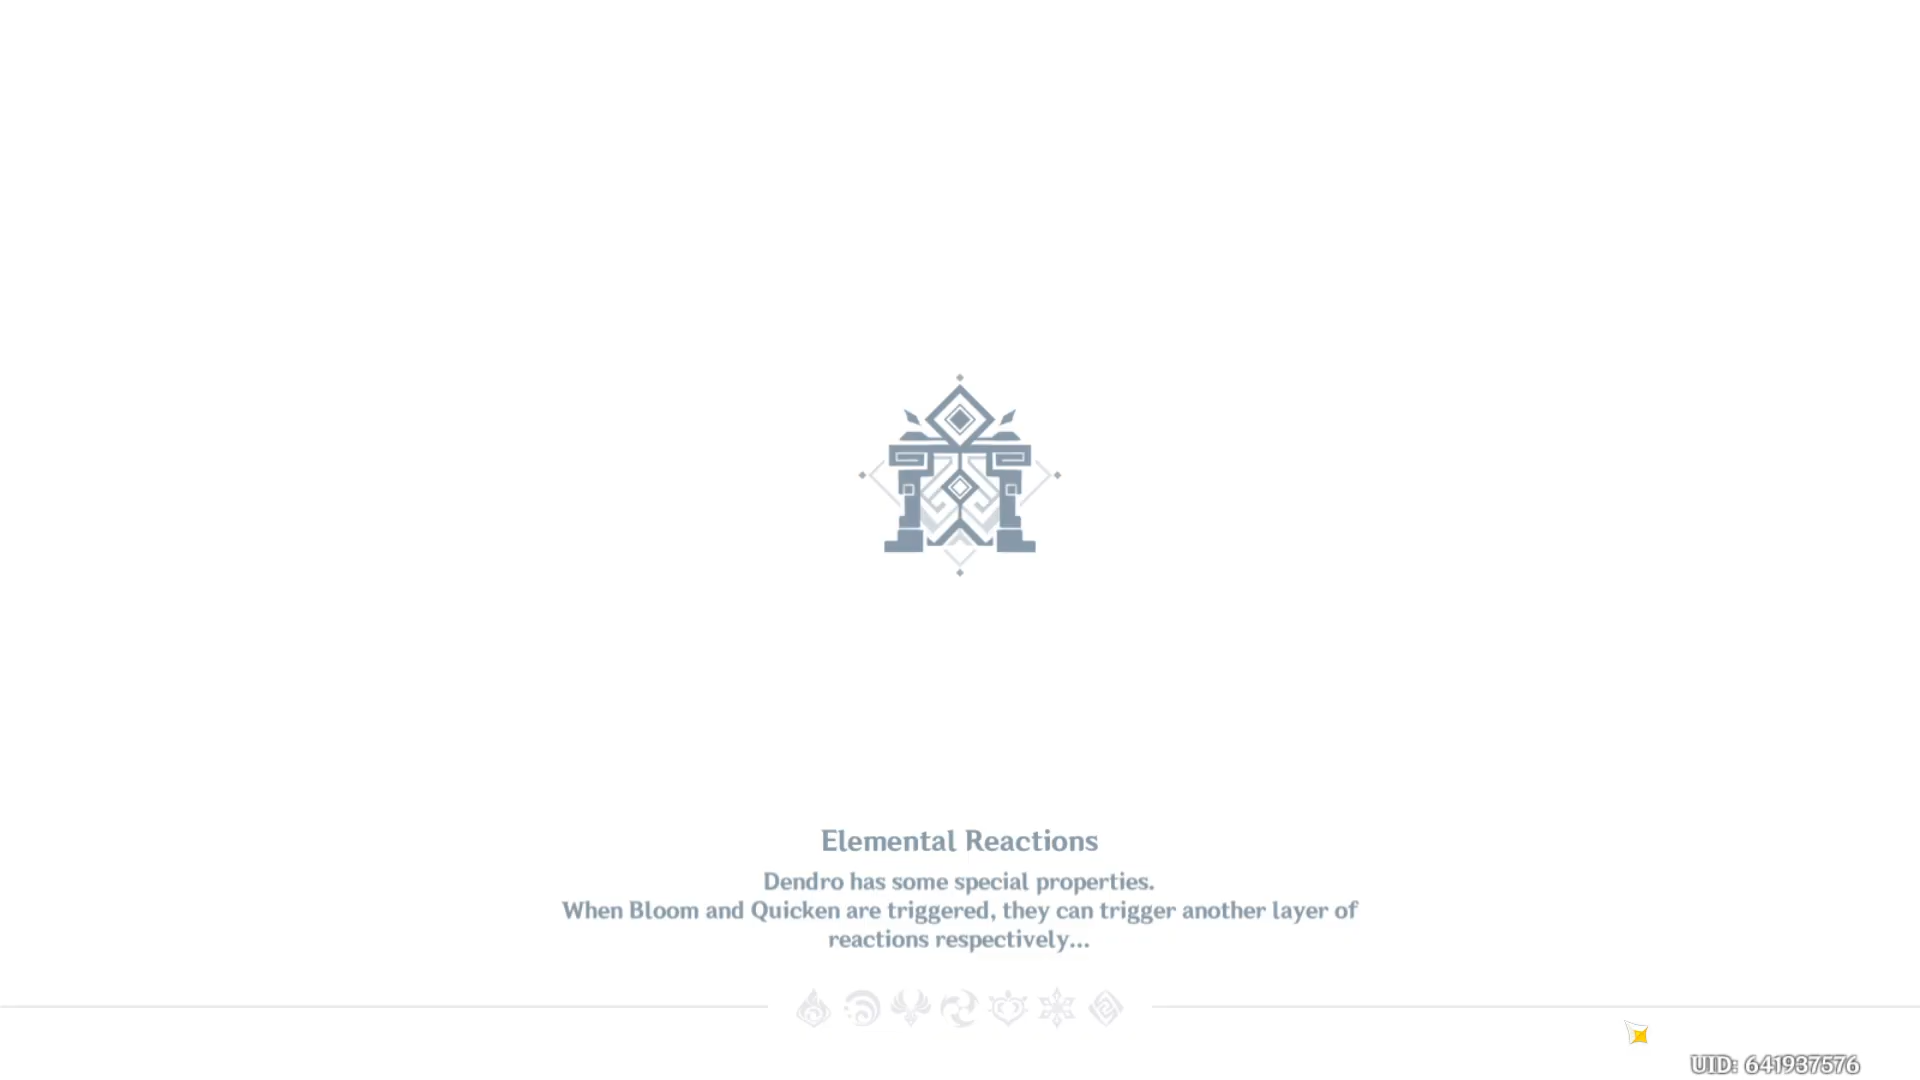 Elemental Reactions
Dendro has some special properties.
When Bloom and Quicken are triggered, they can trigger another layer of
reactions respectively...
UID: 641937576